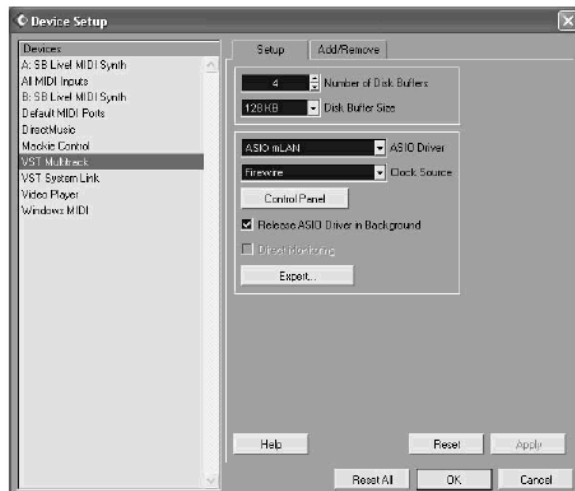 Device Setup
Devices
A: SB Live! MIDI Synth
All MIDI Inputs
B: SB Live! MIDI Synth
Default MIDI Ports
DirectMusic
Mackie Control
VST Multitrack
VST System Link
Video Player
Windows MIDI
Setup
Add/Remove
4 Number of Disk Buffers
128 KB Disk Buffer Size
ASIO mLAN ASIO Driver
Firewire Clock Source
Control Panel
Release ASIO Driver in Background
Direct Monitoring
Expert...
Help
Reset
Apply
Reset All
OK
Cancel